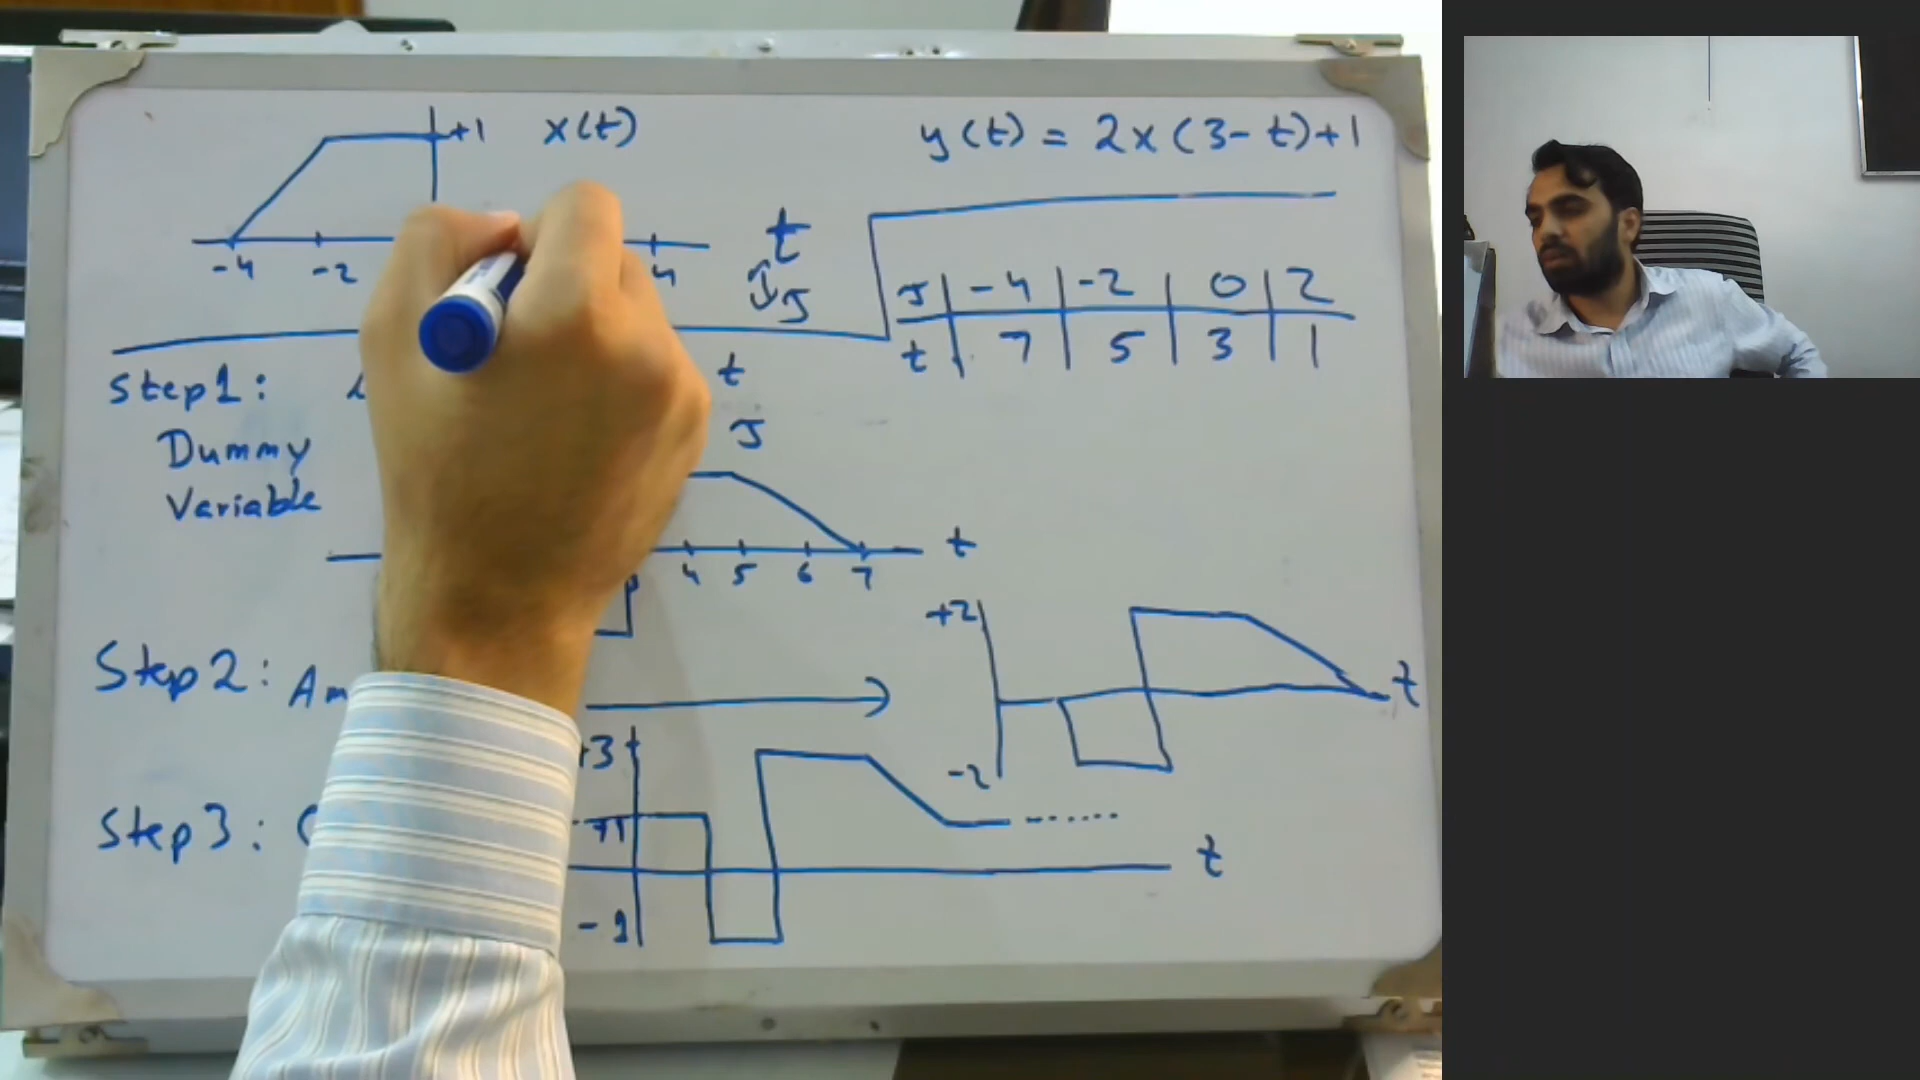 +1 x(t)
y(t) = 2x(3-t)+1
-4 -2 4 t
J
J -4 -2 0 2
t 7 5 3 1
Step1: t
Dummy J
Variable
4 5 6 7 t
+2
-2 t
Step2: Am
+3
+1
-1 t
Step3: